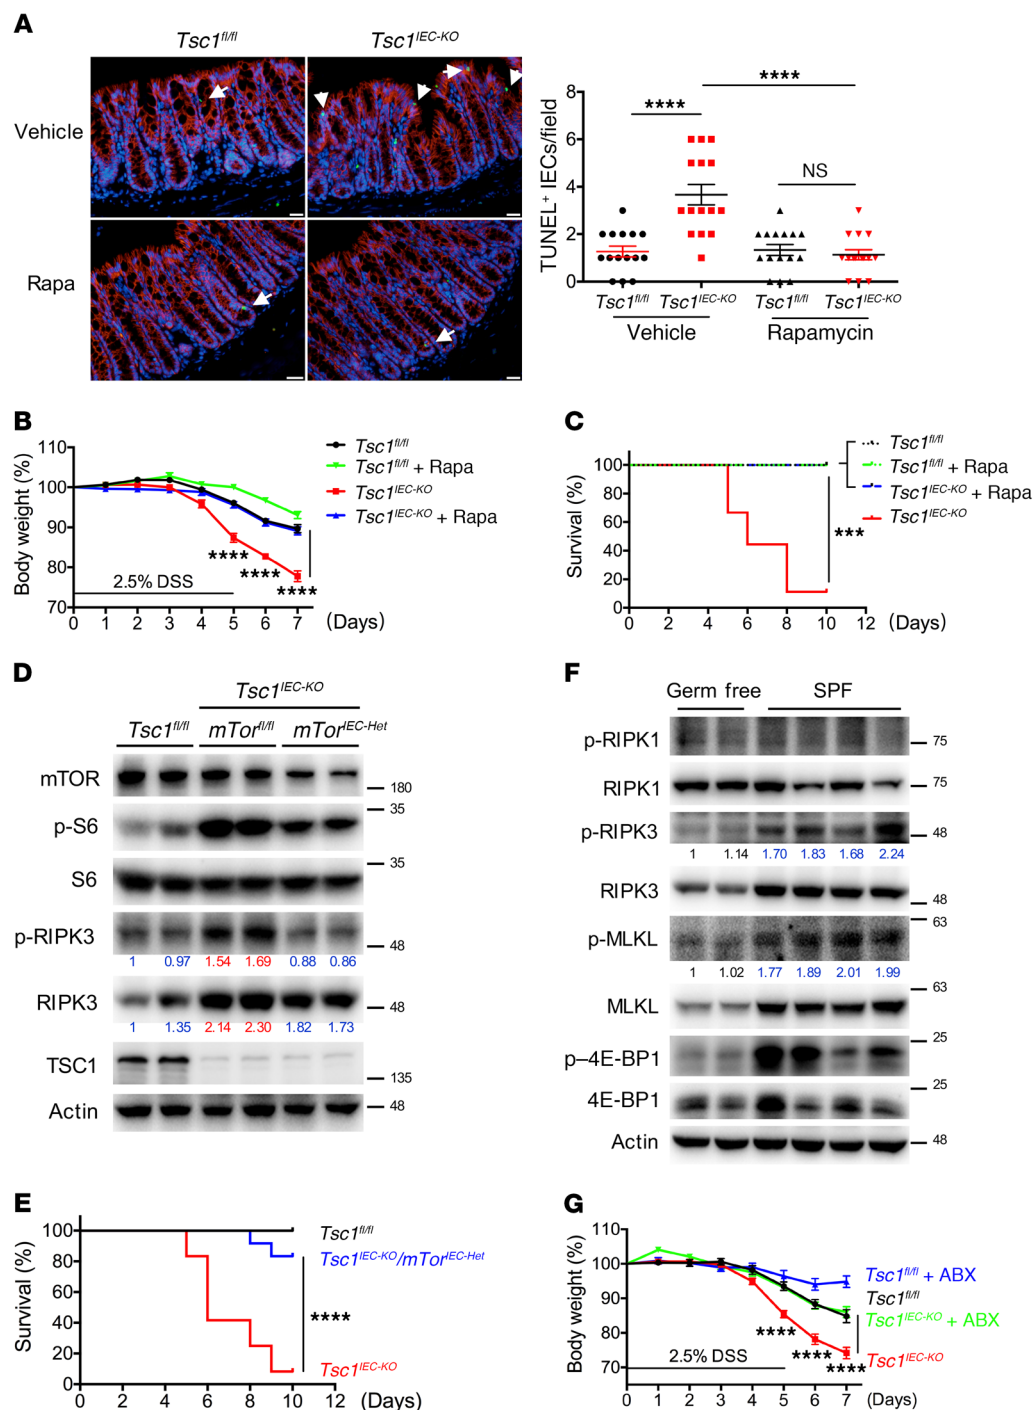 A
Tsc1fl/fl
Tsc1IEC-KO
Vehicle
Rapa
TUNEL+ IECs/field
8
6
4
2
0
****
****
NS
Tsc1fl/fl
Tsc1IEC-KO
Tsc1fl/fl
Tsc1IEC-KO
Vehicle
Rapamycin
B
Body weight (%)
110
100
90
80
70
Tsc1fl/fl
Tsc1fl/fl + Rapa
Tsc1IEC-KO
Tsc1IEC-KO + Rapa
****
****
****
2.5% DSS
0 1 2 3 4 5 6 7 (Days)
C
Survival (%)
100
80
60
40
20
0
Tsc1fl/fl
Tsc1fl/fl + Rapa
Tsc1IEC-KO + Rapa
Tsc1IEC-KO
***
0 2 4 6 8 10 12 (Days)
D
Tsc1IEC-KO
Tsc1fl/fl mTorfl/fl mTorIEC-Het
mTOR
180
p-S6
35
S6
35
p-RIPK3
48
1 0.97 1.54 1.69 0.88 0.86
RIPK3
48
1 1.35 2.14 2.30 1.82 1.73
TSC1
135
Actin
48
F
Germ free SPF
p-RIPK1
75
RIPK1
75
p-RIPK3
48
1 1.14 1.70 1.83 1.68 2.24
RIPK3
48
p-MLKL
63
1 1.02 1.77 1.89 2.01 1.99
MLKL
63
p–4E-BP1
25
4E-BP1
25
Actin
48
E
Survival (%)
100
80
60
40
20
0
Tsc1fl/fl
Tsc1IEC-KO/mTorIEC-Het
****
Tsc1IEC-KO
0 2 4 6 8 10 12 (Days)
G
Body weight (%)
110
100
90
80
70
Tsc1fl/fl + ABX
Tsc1fl/fl
Tsc1IEC-KO + ABX
Tsc1IEC-KO
****
****
****
2.5% DSS
0 1 2 3 4 5 6 7 (Days)